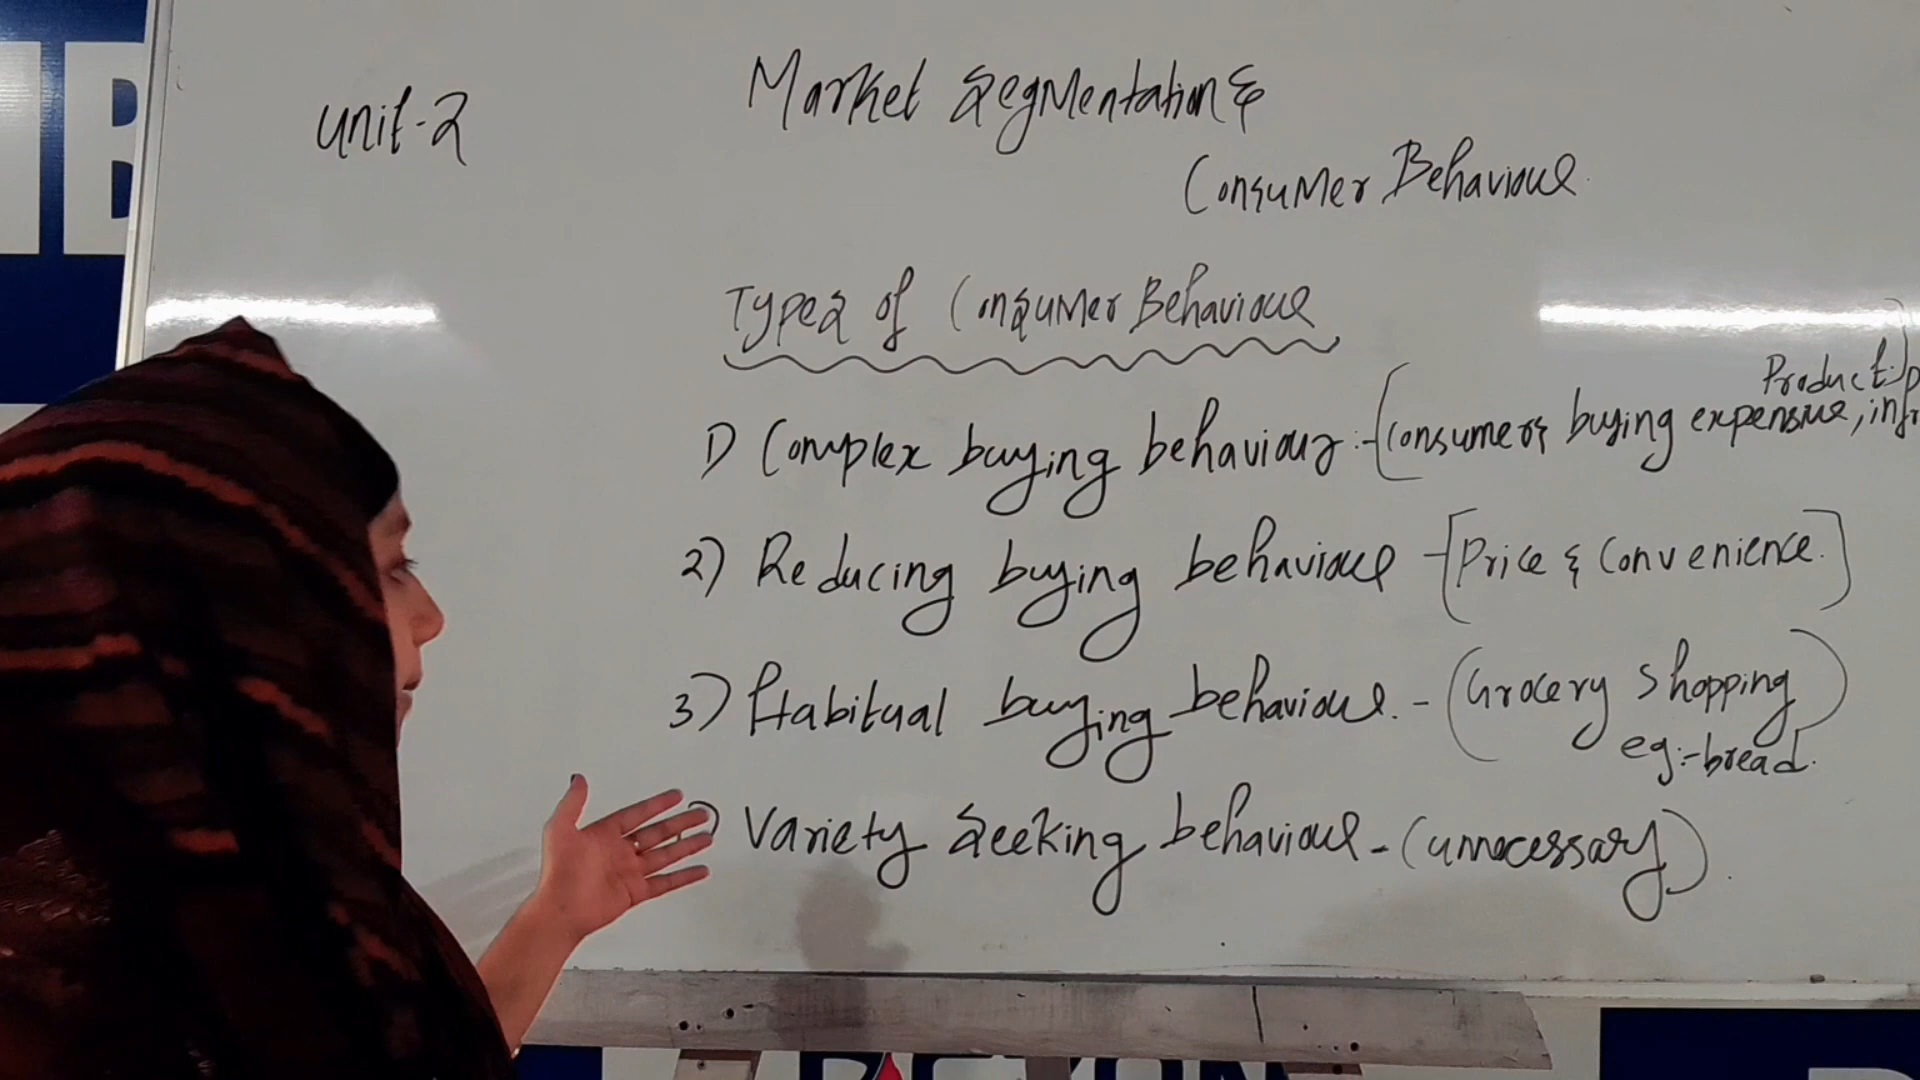 Unit-2
Market Segmentation &
Consumer Behaviour
Types of Consumer Behaviour
Product
1) Complex buying behaviour :- (Consumers buying expensive,
2) Reducing buying behaviour - [Price & Convenience.]
3) Habitual buying behaviour. - (Grocery Shopping)
eg:- bread.
) Variety Seeking behaviour - (unnecessary)